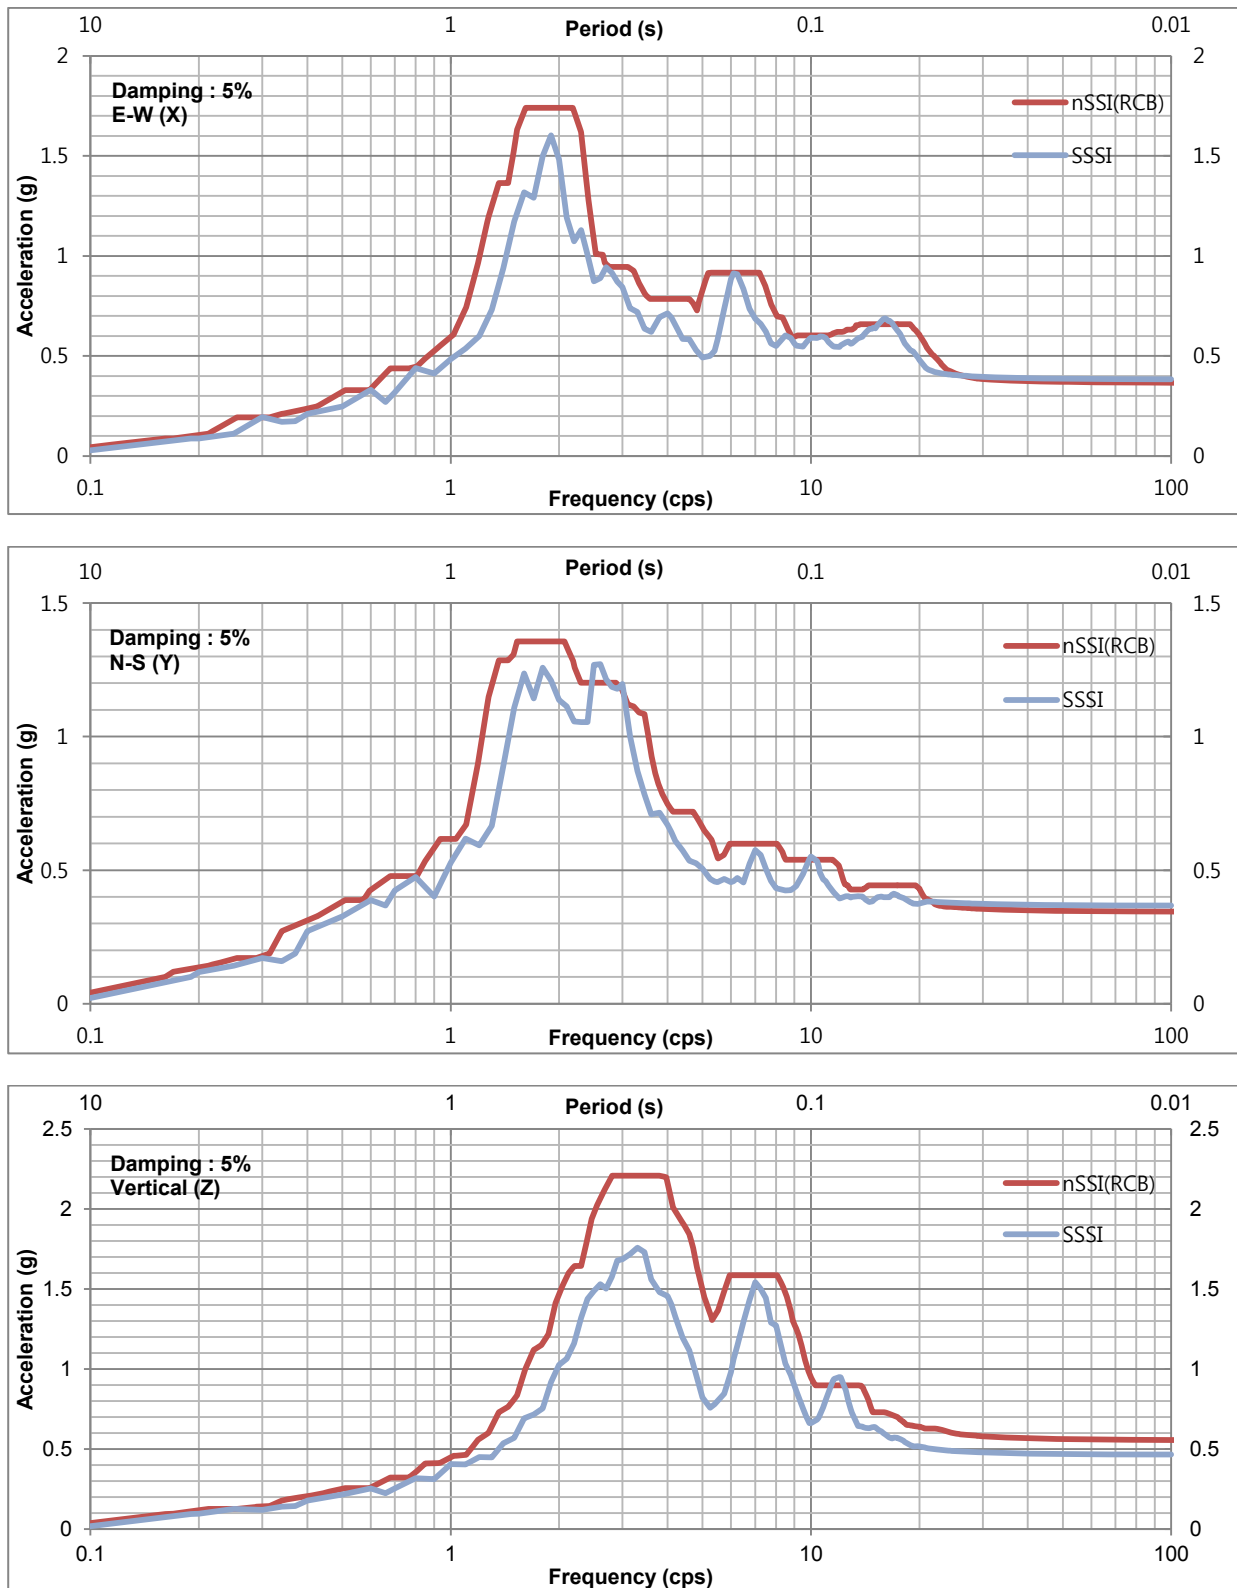 10 1 Period (s) 0.1 0.01
2 2
Damping : 5%
E-W (X)
nSSI(RCB)
SSSI
1.5 1.5
Acceleration (g)
1 1
0.5 0.5
0 0
0.1 1 10 100
Frequency (cps)
10 1 Period (s) 0.1 0.01
1.5 1.5
Damping : 5%
N-S (Y)
nSSI(RCB)
SSSI
1 1
Acceleration (g)
0.5 0.5
0 0
0.1 1 10 100
Frequency (cps)
10 1 Period (s) 0.1 0.01
2.5 2.5
Damping : 5%
Vertical (Z)
nSSI(RCB)
SSSI
2 2
1.5 1.5
Acceleration (g)
1 1
0.5 0.5
0 0
0.1 1 10 100
Frequency (cps)